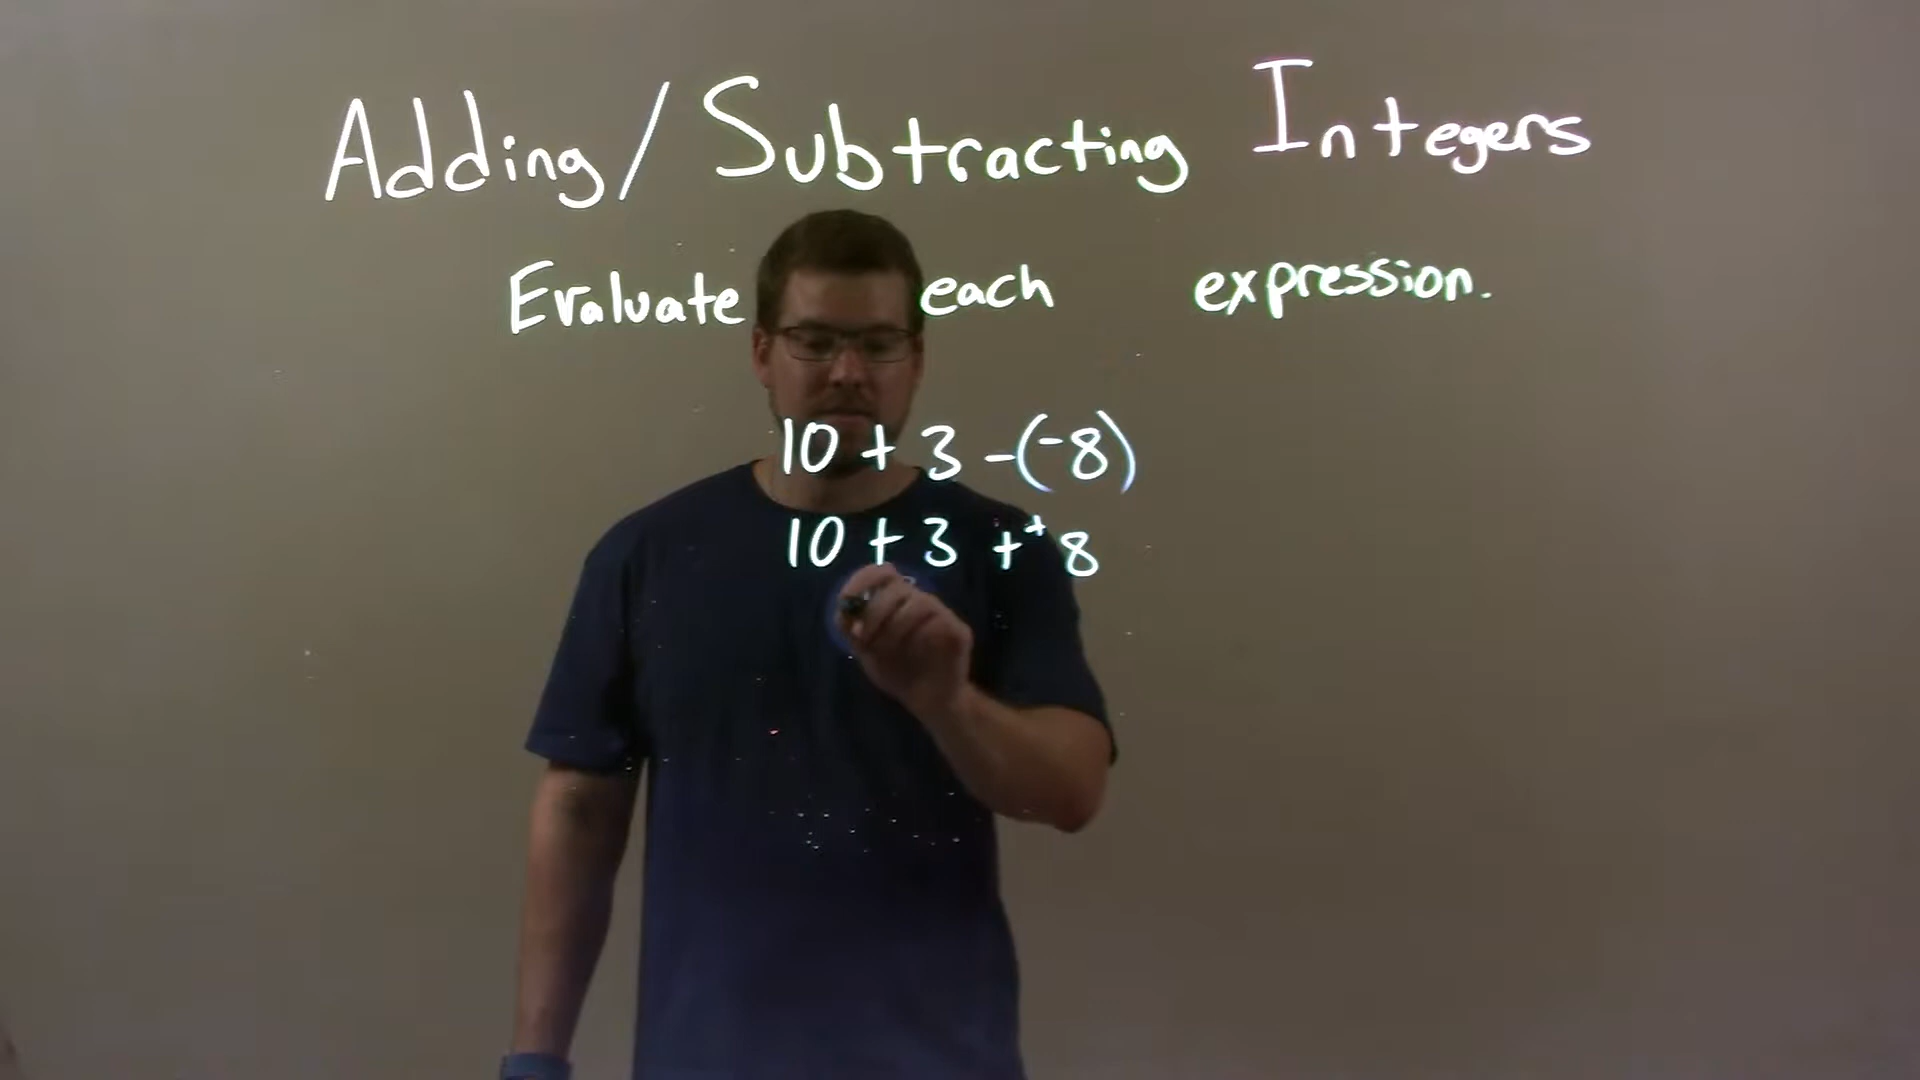 Adding/Subtracting Integers
Evaluate each expression.
10 + 3 -(-8)
10 + 3 + +8